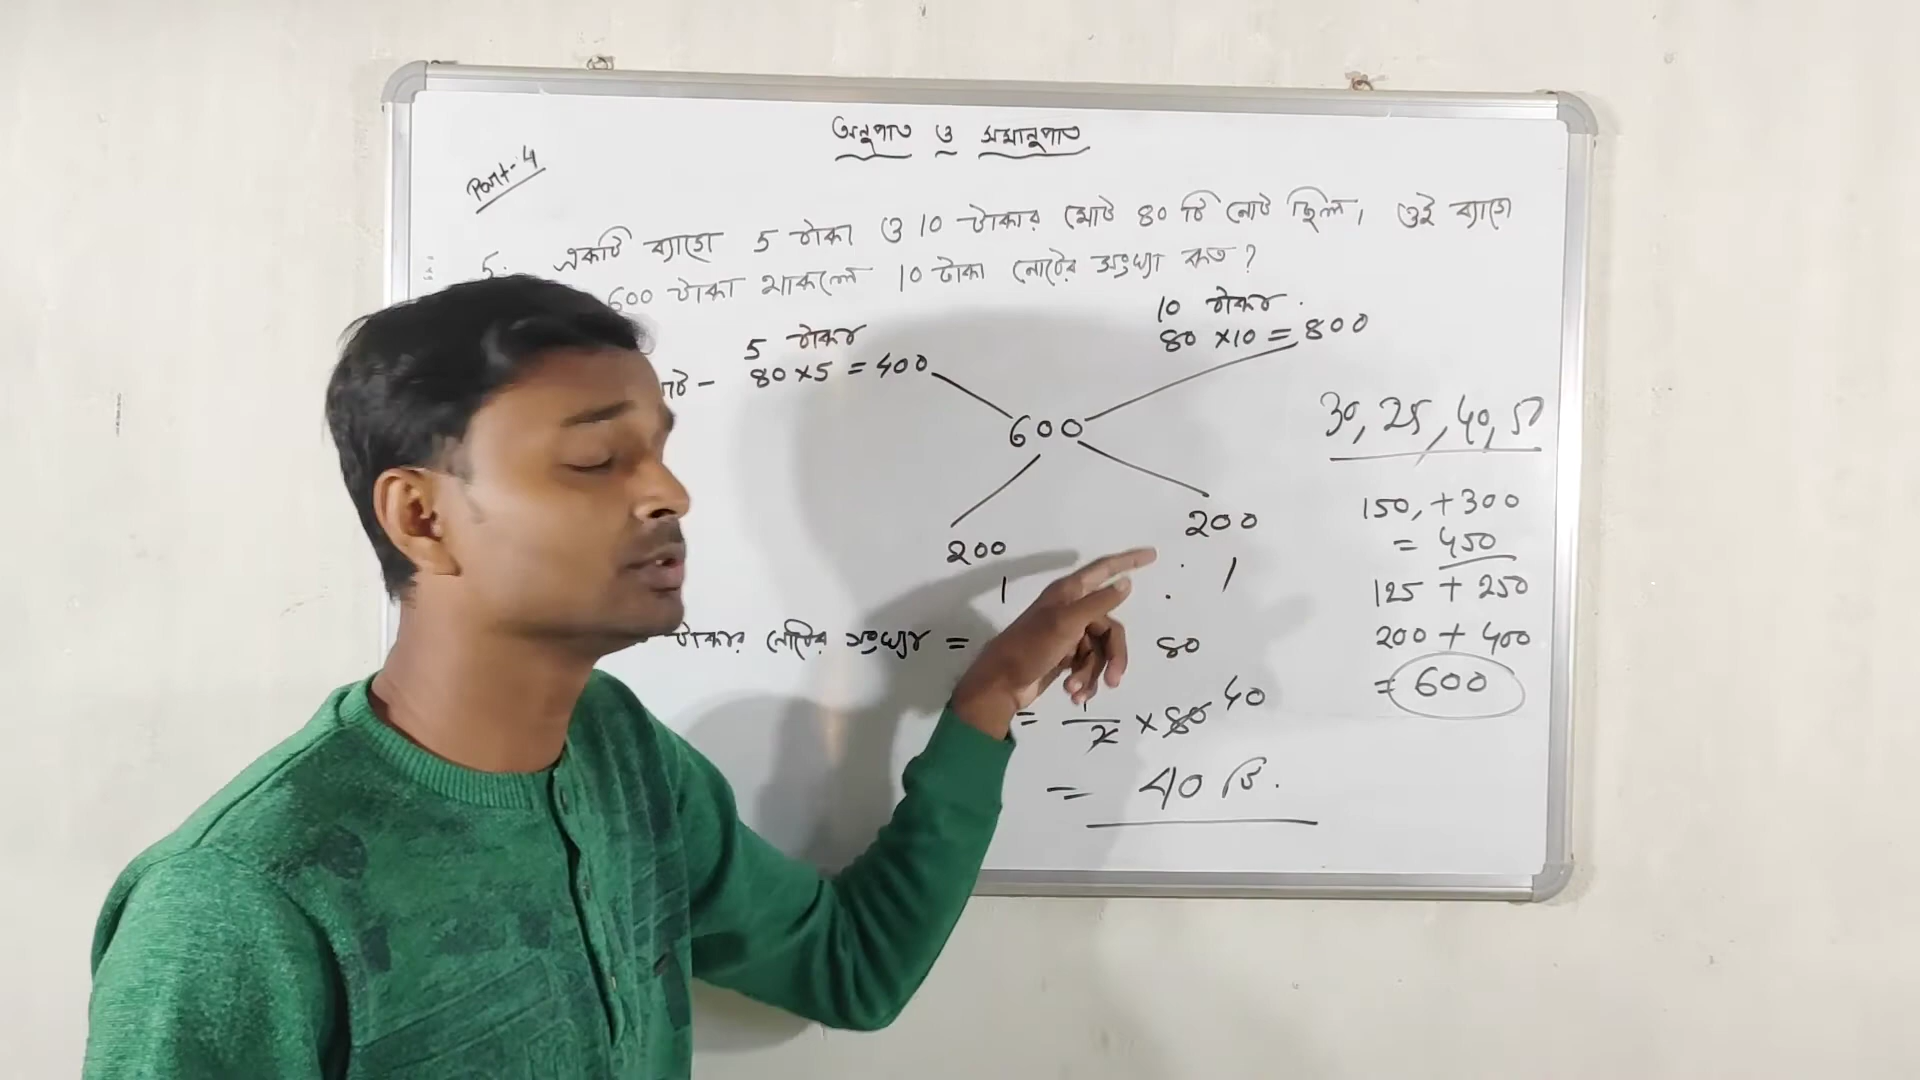 অনুপাত ও সমানুপাত
Part-4
5. একটি ব্যাগে 5 টাকা ও 10 টাকার মোট 80 টি নোট ছিল, ওই ব্যাগে
600 টাকা থাকলে 10 টাকা নোটের সংখ্যা কত?
5 টাকার
80 × 5 = 400
10 টাকার
80 × 10 = 800
600
200 200
1 : 1
টাকার নোটের সংখ্যা = 80
= × 80 40
= 40 টি.
30, 25, 40, 50
150, + 300
= 450
125 + 250
200 + 400
= 600